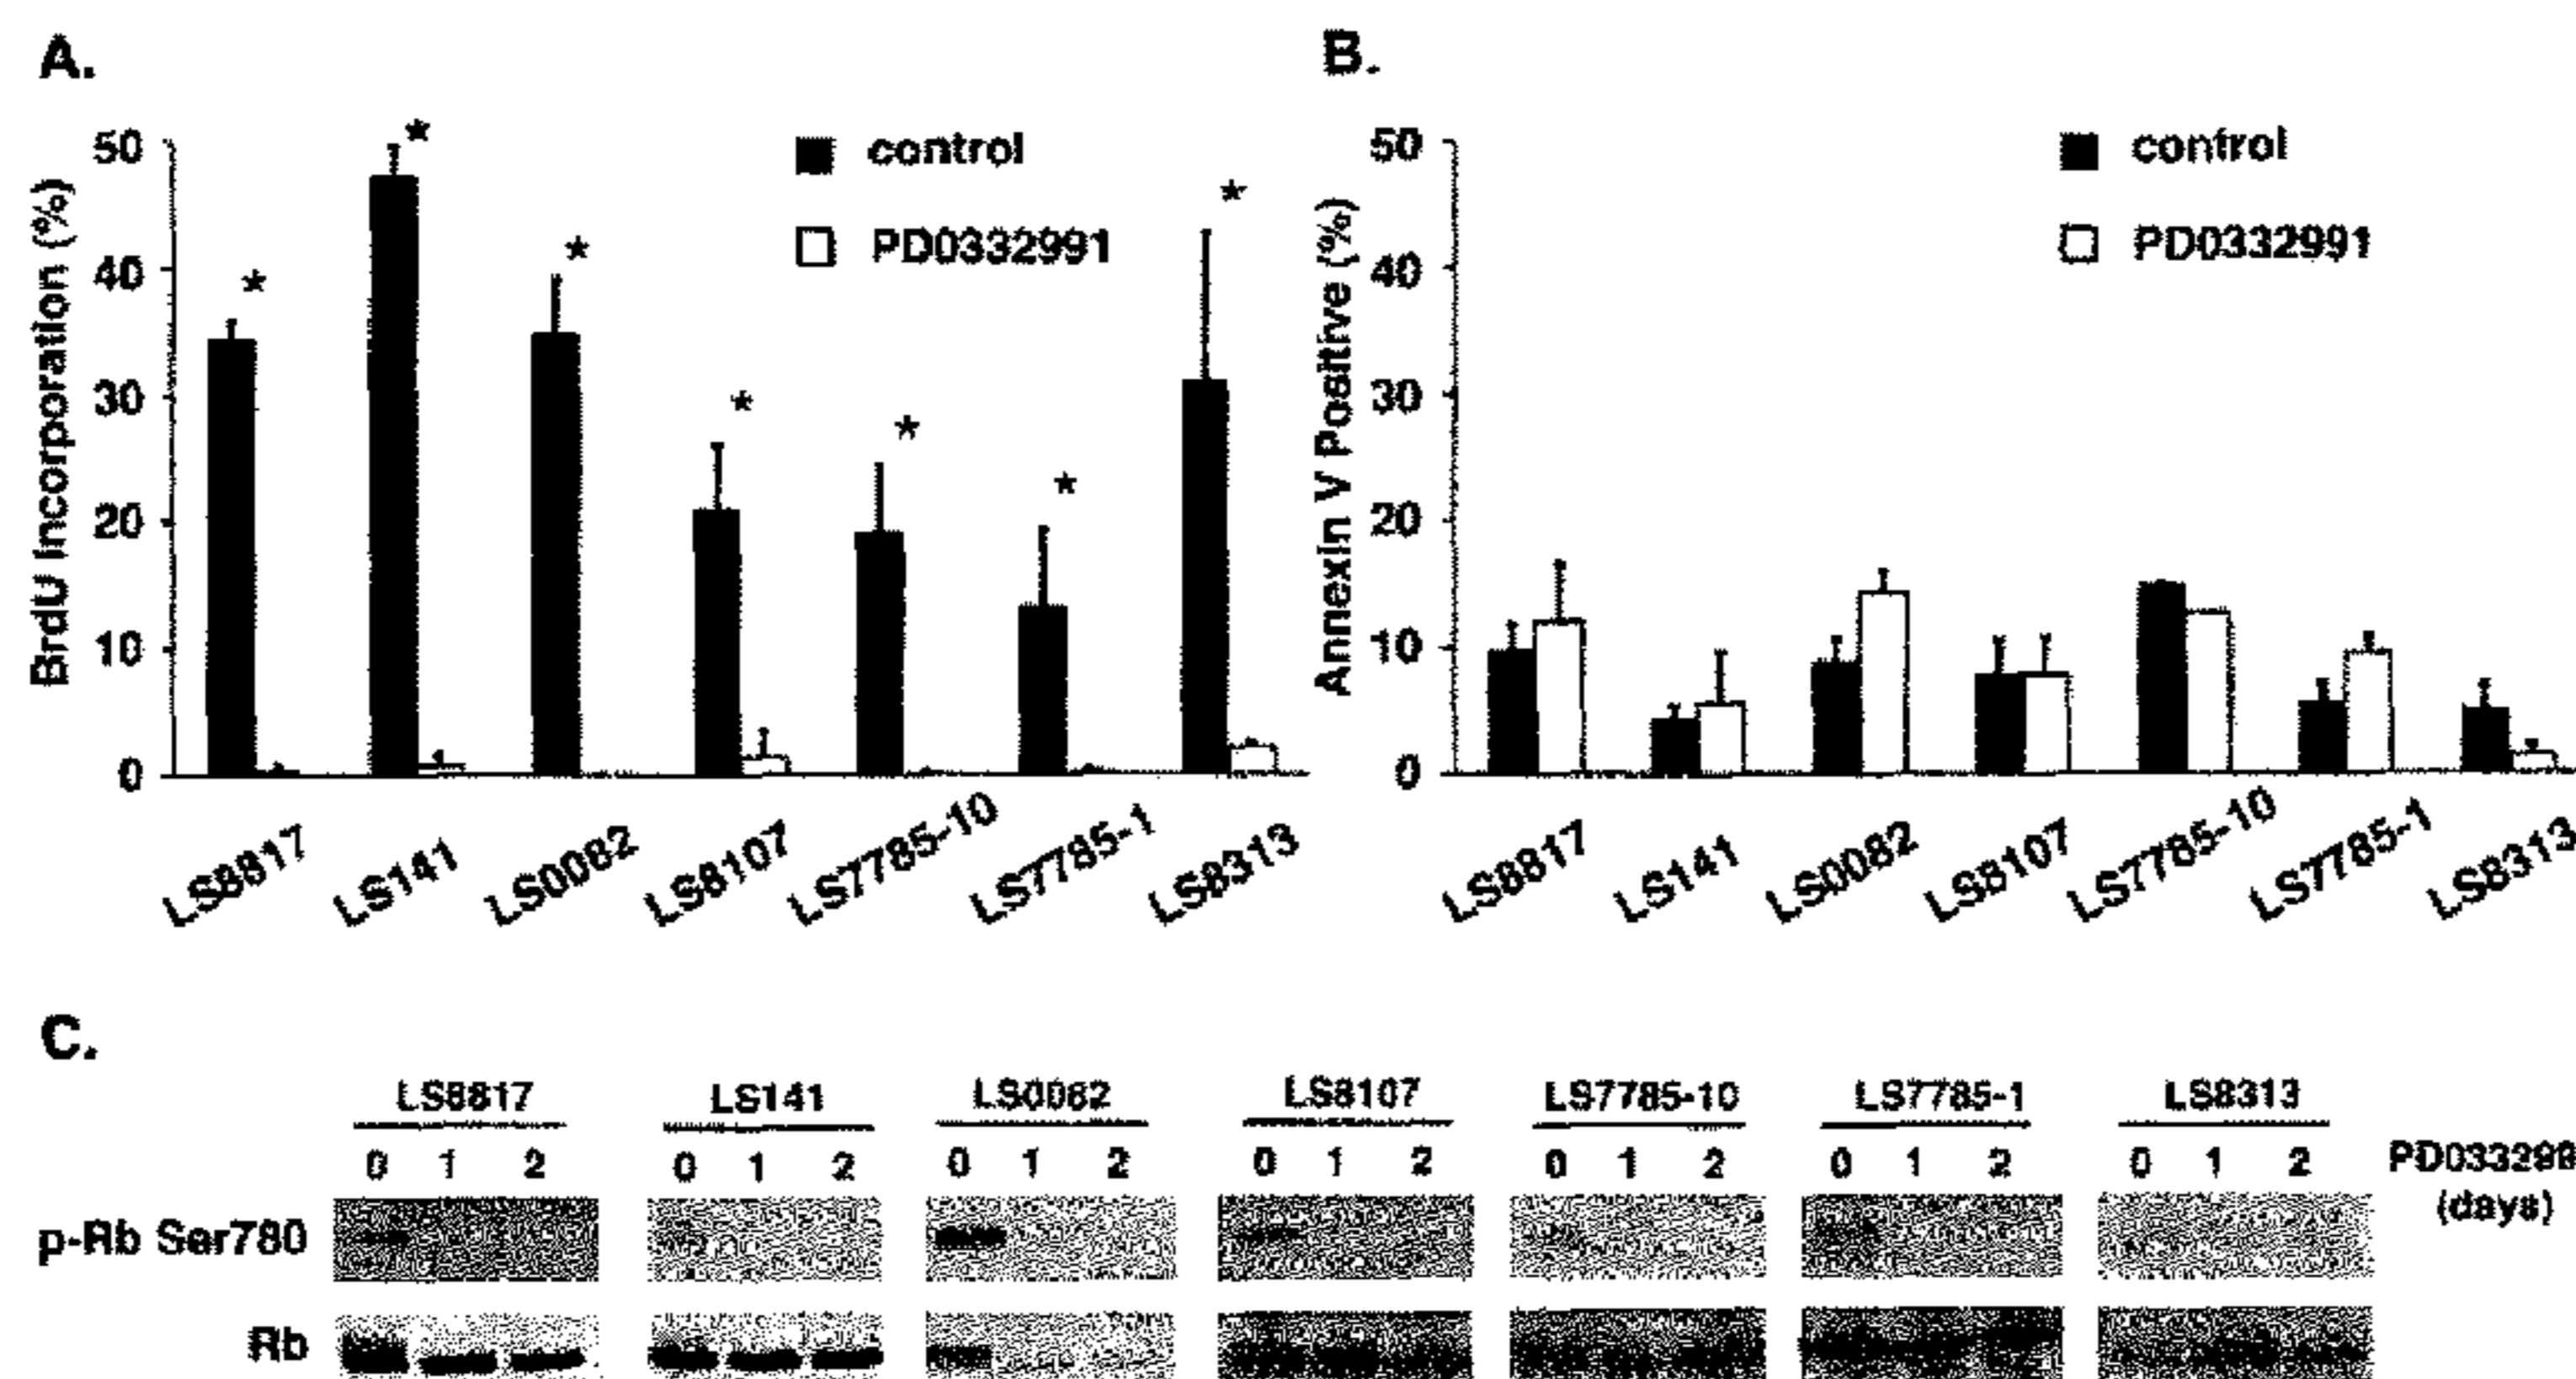 A.
50
40
30
20
10
0
BrdU Incorporation (%)
control
PD0332991
* * * * * * *
LS8817 LS141 LS0082 LS8107 LS7785-10 LS7785-1 LS8313
B.
50
40
30
20
10
0
Annexin V Positive (%)
control
PD0332991
LS8817 LS141 LS0082 LS8107 LS7785-10 LS7785-1 LS8313
C.
LS8817 LS141 LS0082 LS8107 LS7785-10 LS7785-1 LS8313
0 1 2 0 1 2 0 1 2 0 1 2 0 1 2 0 1 2 0 1 2 PD033299
(days)
p-Rb Ser780
Rb